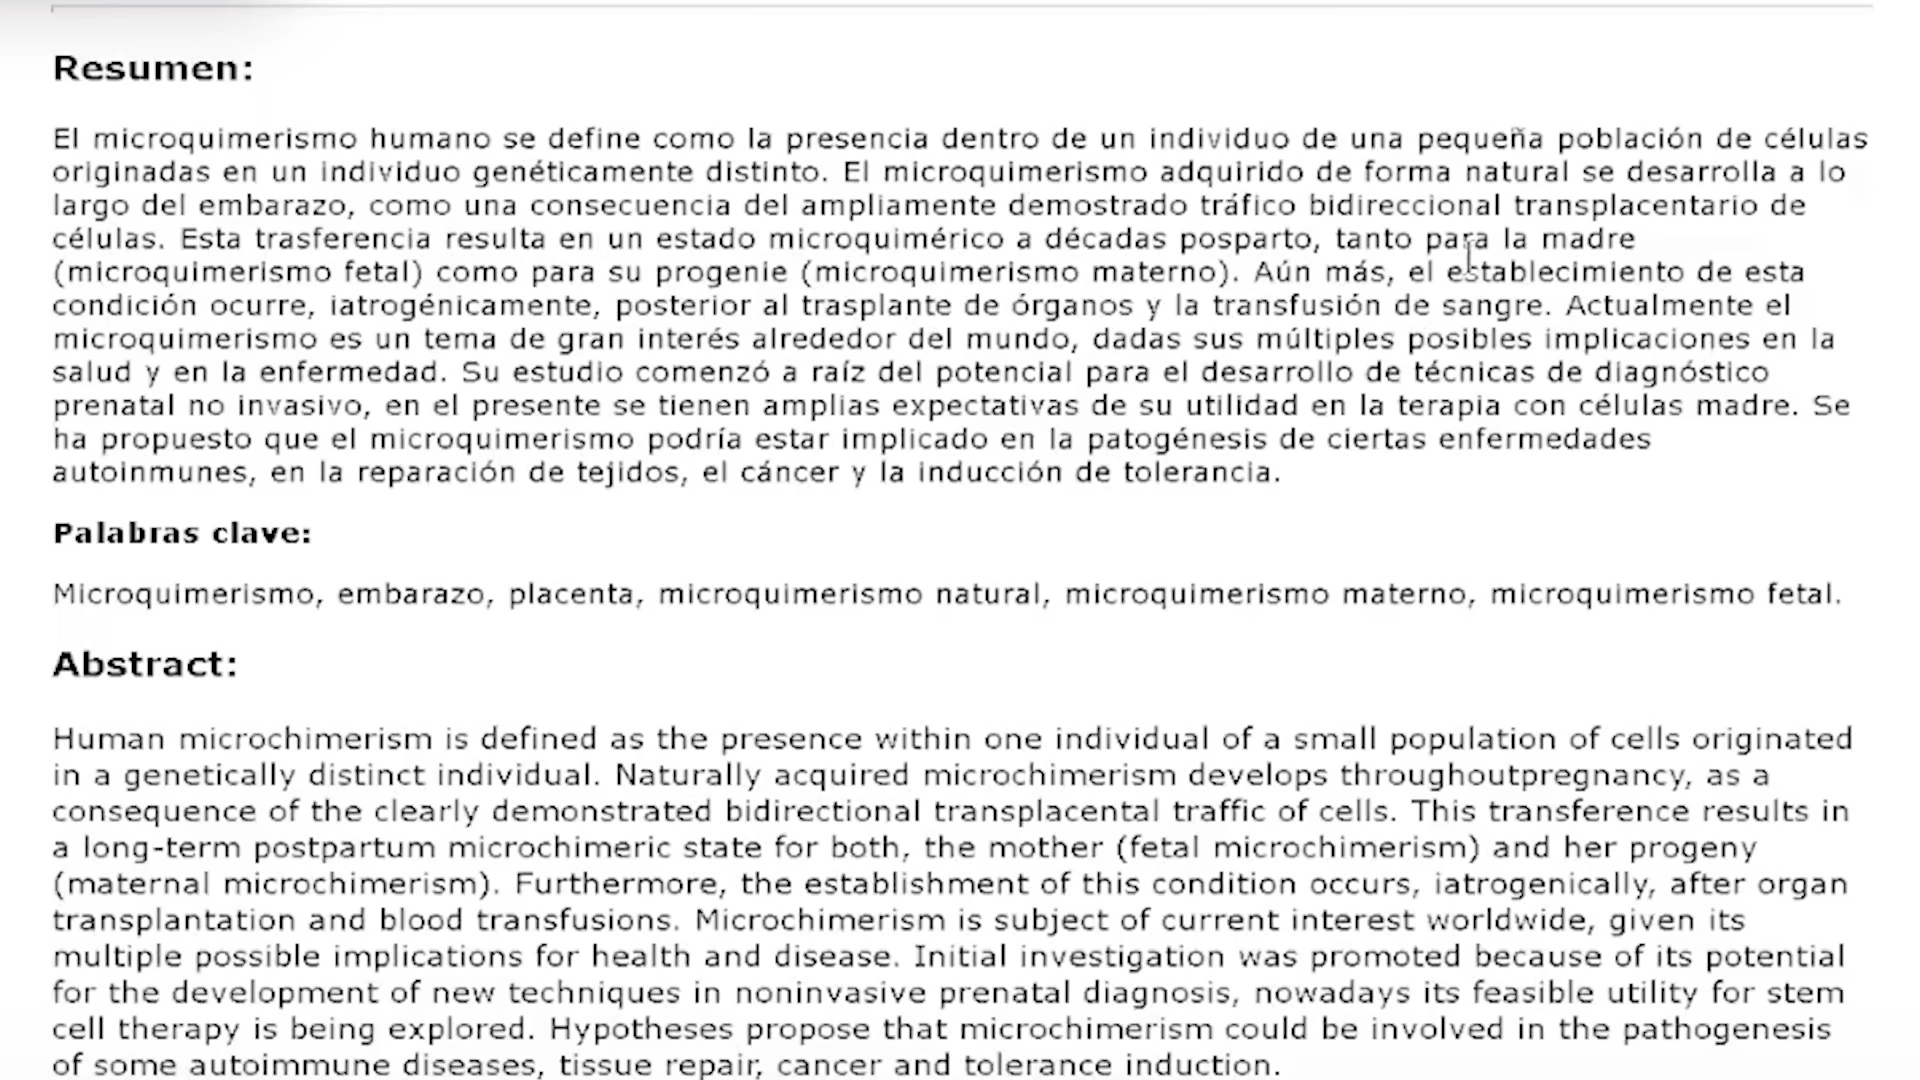 Resumen:
El microquimerismo humano se define como la presencia dentro de un individuo de una pequeña población de células
originadas en un individuo genéticamente distinto. El microquimerismo adquirido de forma natural se desarrolla a lo
largo del embarazo, como una consecuencia del ampliamente demostrado tráfico bidireccional transplacentario de
células. Esta trasferencia resulta en un estado microquimérico a décadas posparto, tanto para la madre
(microquimerismo fetal) como para su progenie (microquimerismo materno). Aún más, el establecimiento de esta
condición ocurre, iatrogénicamente, posterior al trasplante de órganos y la transfusión de sangre. Actualmente el
microquimerismo es un tema de gran interés alrededor del mundo, dadas sus múltiples posibles implicaciones en la
salud y en la enfermedad. Su estudio comenzó a raíz del potencial para el desarrollo de técnicas de diagnóstico
prenatal no invasivo, en el presente se tienen amplias expectativas de su utilidad en la terapia con células madre. Se
ha propuesto que el microquimerismo podría estar implicado en la patogénesis de ciertas enfermedades
autoinmunes, en la reparación de tejidos, el cáncer y la inducción de tolerancia.
Palabras clave:
Microquimerismo, embarazo, placenta, microquimerismo natural, microquimerismo materno, microquimerismo fetal.
Abstract:
Human microchimerism is defined as the presence within one individual of a small population of cells originated
in a genetically distinct individual. Naturally acquired microchimerism develops throughoutpregnancy, as a
consequence of the clearly demonstrated bidirectional transplacental traffic of cells. This transference results in
a long-term postpartum microchimeric state for both, the mother (fetal microchimerism) and her progeny
(maternal microchimerism). Furthermore, the establishment of this condition occurs, iatrogenically, after organ
transplantation and blood transfusions. Microchimerism is subject of current interest worldwide, given its
multiple possible implications for health and disease. Initial investigation was promoted because of its potential
for the development of new techniques in noninvasive prenatal diagnosis, nowadays its feasible utility for stem
cell therapy is being explored. Hypotheses propose that microchimerism could be involved in the pathogenesis
of some autoimmune diseases, tissue repair, cancer and tolerance induction.